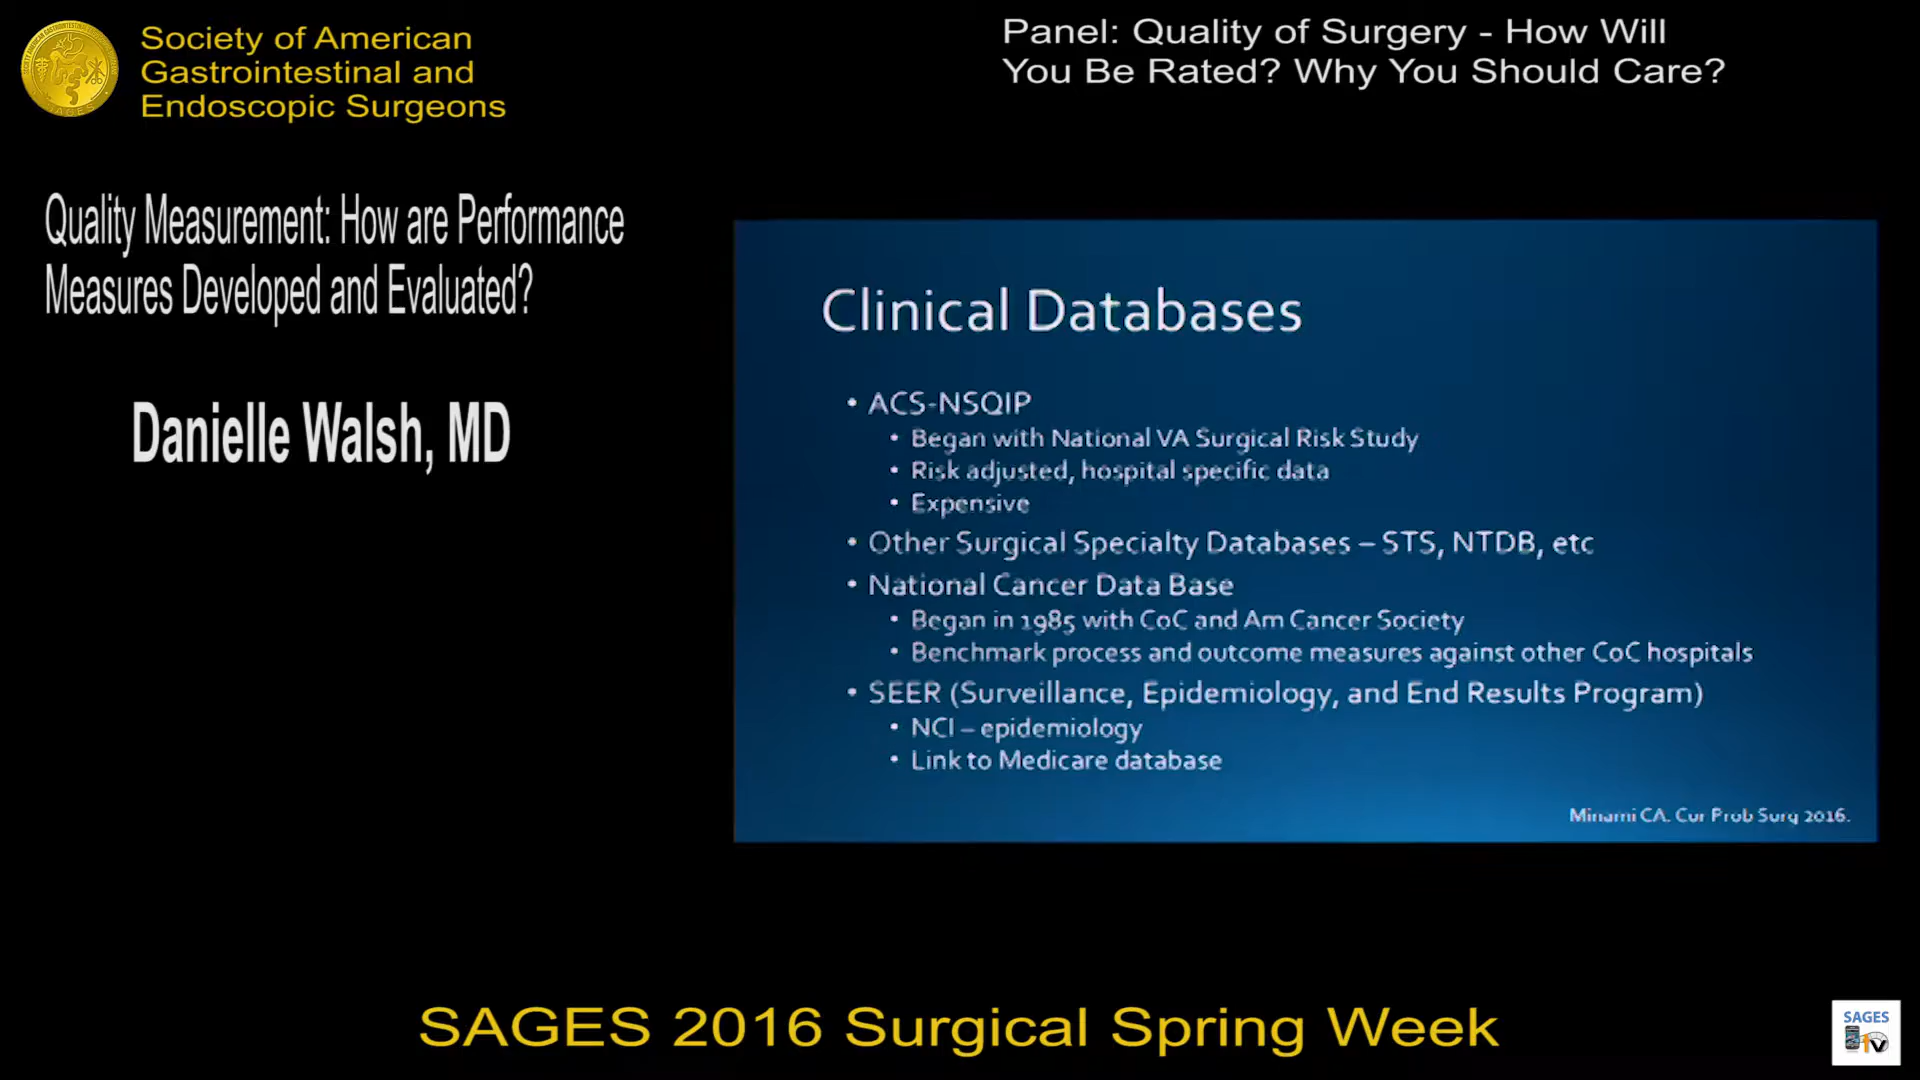 Society of American
Gastrointestinal and
Endoscopic Surgeons
Panel: Quality of Surgery - How Will
You Be Rated? Why You Should Care?
Quality Measurement: How are Performance
Measures Developed and Evaluated?
Danielle Walsh, MD
Clinical Databases
• ACS-NSQIP
• Began with National VA Surgical Risk Study
• Risk adjusted, hospital specific data
• Expensive
• Other Surgical Specialty Databases – STS, NTDB, etc
• National Cancer Data Base
• Began in 1985 with CoC and Am Cancer Society
• Benchmark process and outcome measures against other CoC hospitals
• SEER (Surveillance, Epidemiology, and End Results Program)
• NCI – epidemiology
• Link to Medicare database
Minami CA. Cur Prob Surg 2016.
SAGES 2016 Surgical Spring Week
SAGES
TV